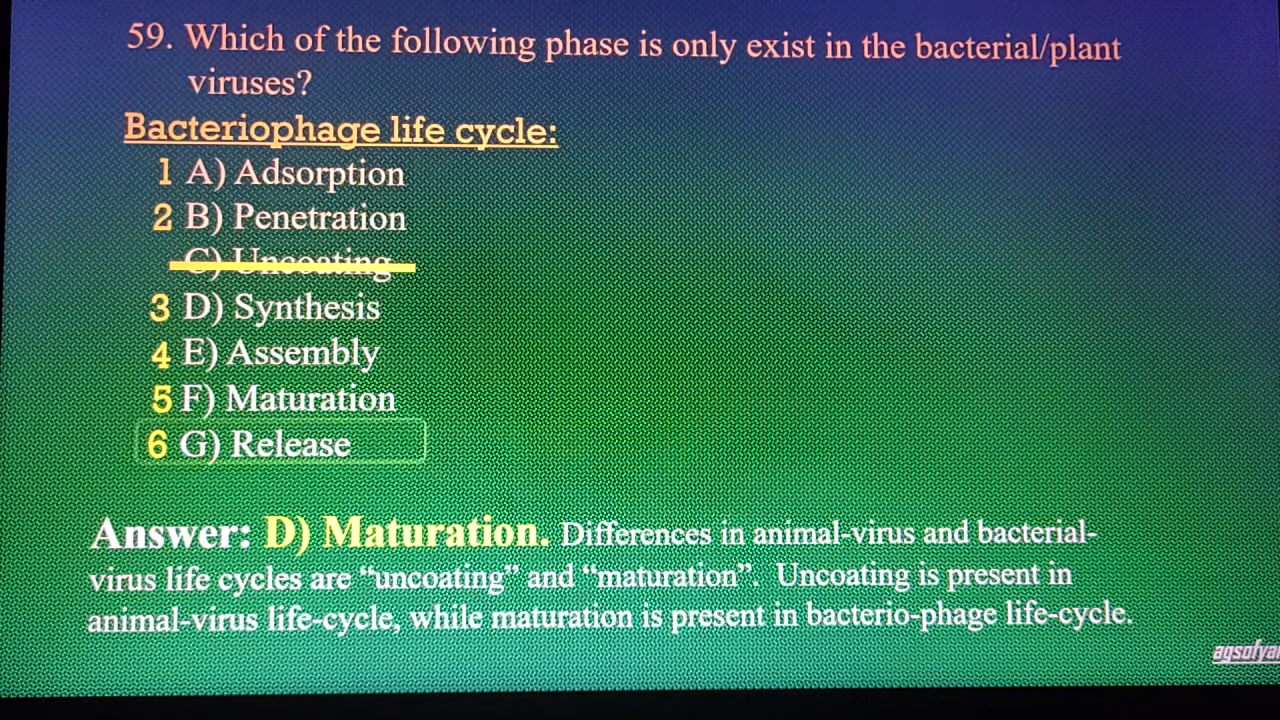 59. Which of the following phase is only exist in the bacterial/plant
viruses?
Bacteriophage life cycle:
1 A) Adsorption
2 B) Penetration
C) Uncoating
3 D) Synthesis
4 E) Assembly
5 F) Maturation
6 G) Release
Answer: D) Maturation. Differences in animal-virus and bacterial-
virus life cycles are “uncoating” and “maturation”. Uncoating is present in
animal-virus life-cycle, while maturation is present in bacterio-phage life-cycle.